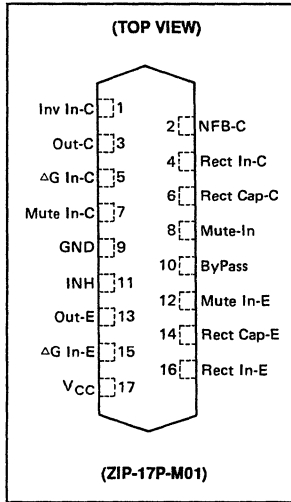 (TOP VIEW)
Inv In-C 1
2 NFB-C
Out-C 3
4 Rect In-C
△G In-C 5
6 Rect Cap-C
Mute In-C 7
8 Mute-In
GND 9
10 ByPass
INH 11
12 Mute In-E
Out-E 13
14 Rect Cap-E
△G In-E 15
16 Rect In-E
VCC 17
(ZIP-17P-M01)